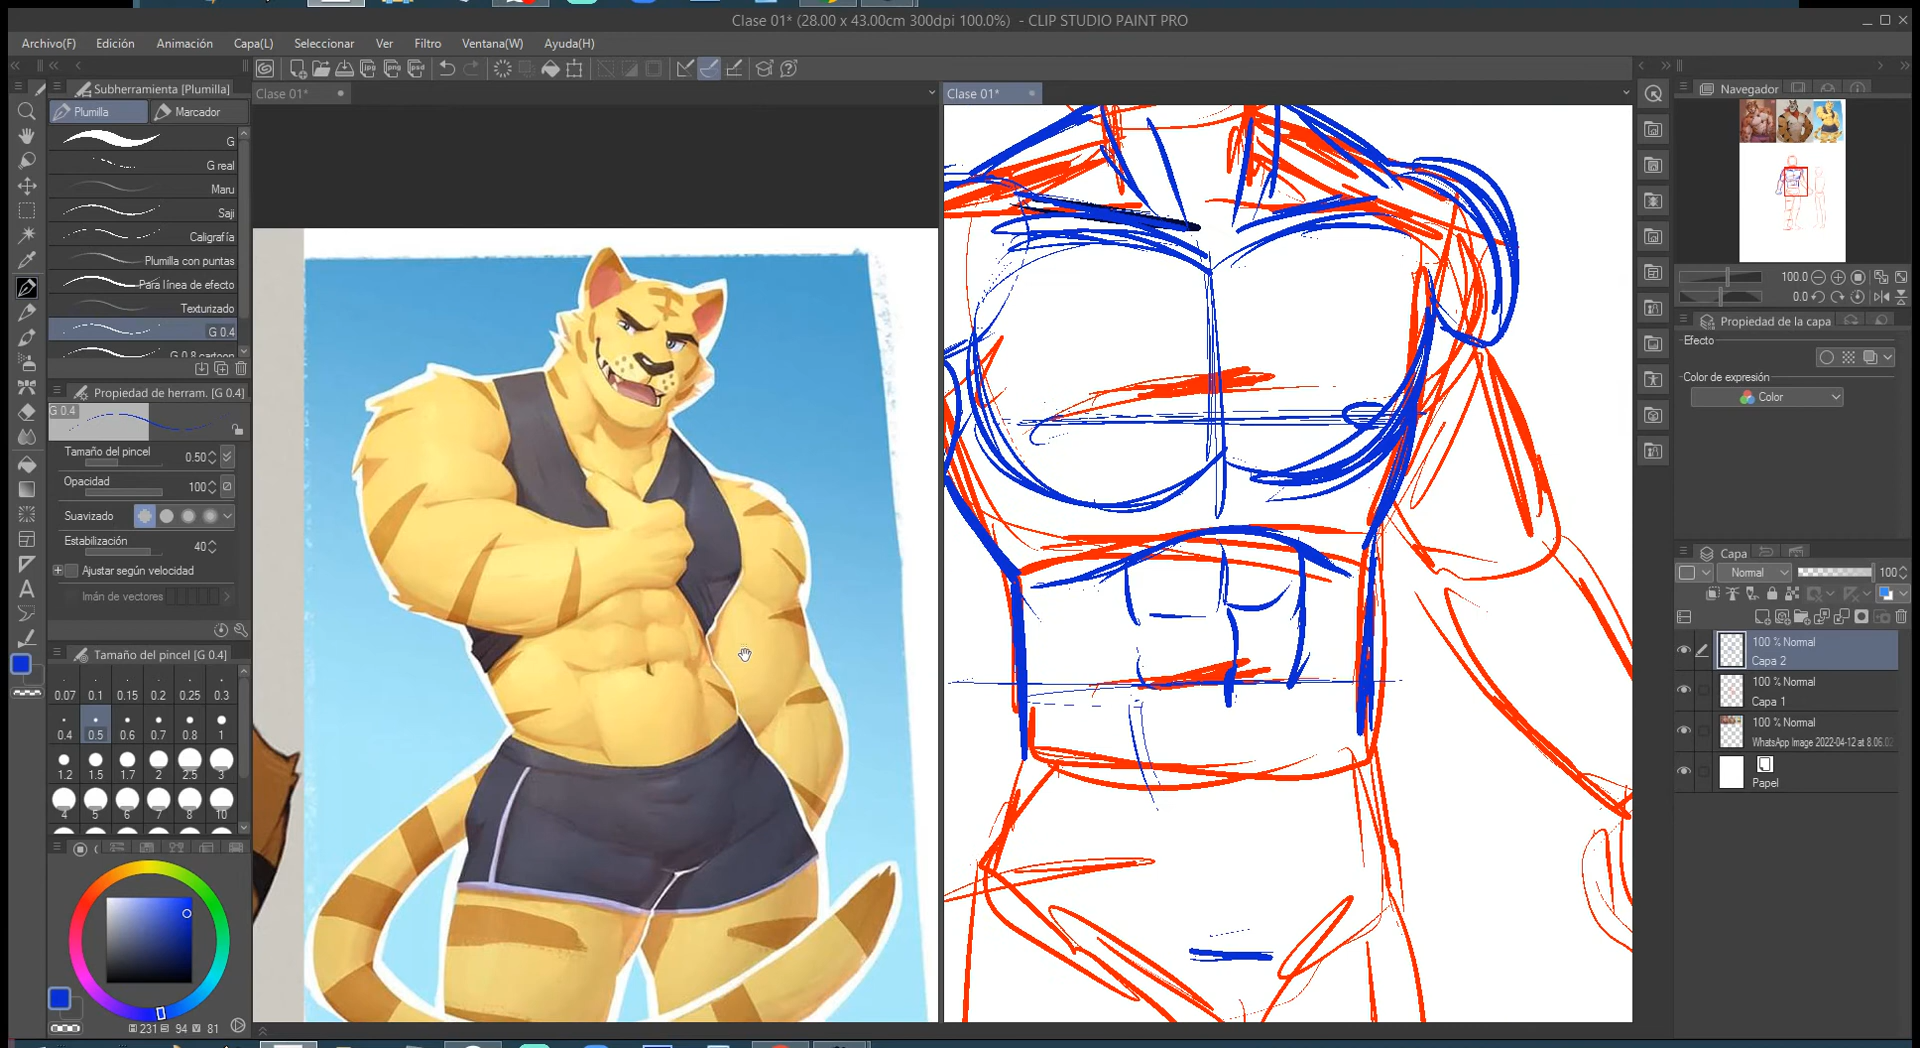 Clase 01* (28.00 x 43.00cm 300dpi 100.0%) - CLIP STUDIO PAINT PRO
Archivo(F) Edición Animación Capa(L) Seleccionar Ver Filtro Ventana(W) Ayuda(H)
Subherramienta [Plumilla]
Plumilla Marcador
G
G real
Maru
Saji
Caligrafía
Plumilla con puntas
Para línea de efecto
Texturizado
G 0.4
G 0.8 cartoon
Propiedad de herram. [G 0.4]
G 0.4
Tamaño del pincel 0.50
Opacidad 100
Suavizado
Estabilización
40
Ajustar según velocidad
Imán de vectores
Tamaño del pincel [G 0.4]
0.07 0.1 0.15 0.2 0.25 0.3
0.4 0.5 0.6 0.7 0.8 1
1.2 1.5 1.7 2 2.5 3
4 5 6 7 8 10
H 231 S 94 V 81
Clase 01*
Clase 01*
Navegador
100.0
0.0
Propiedad de la capa
Efecto
Color de expresión
Color
Capa
Normal 100
100 % Normal
Capa 2
100 % Normal
Capa 1
100 % Normal
WhatsApp Image 2022-04-12 at 8.06.02
Papel